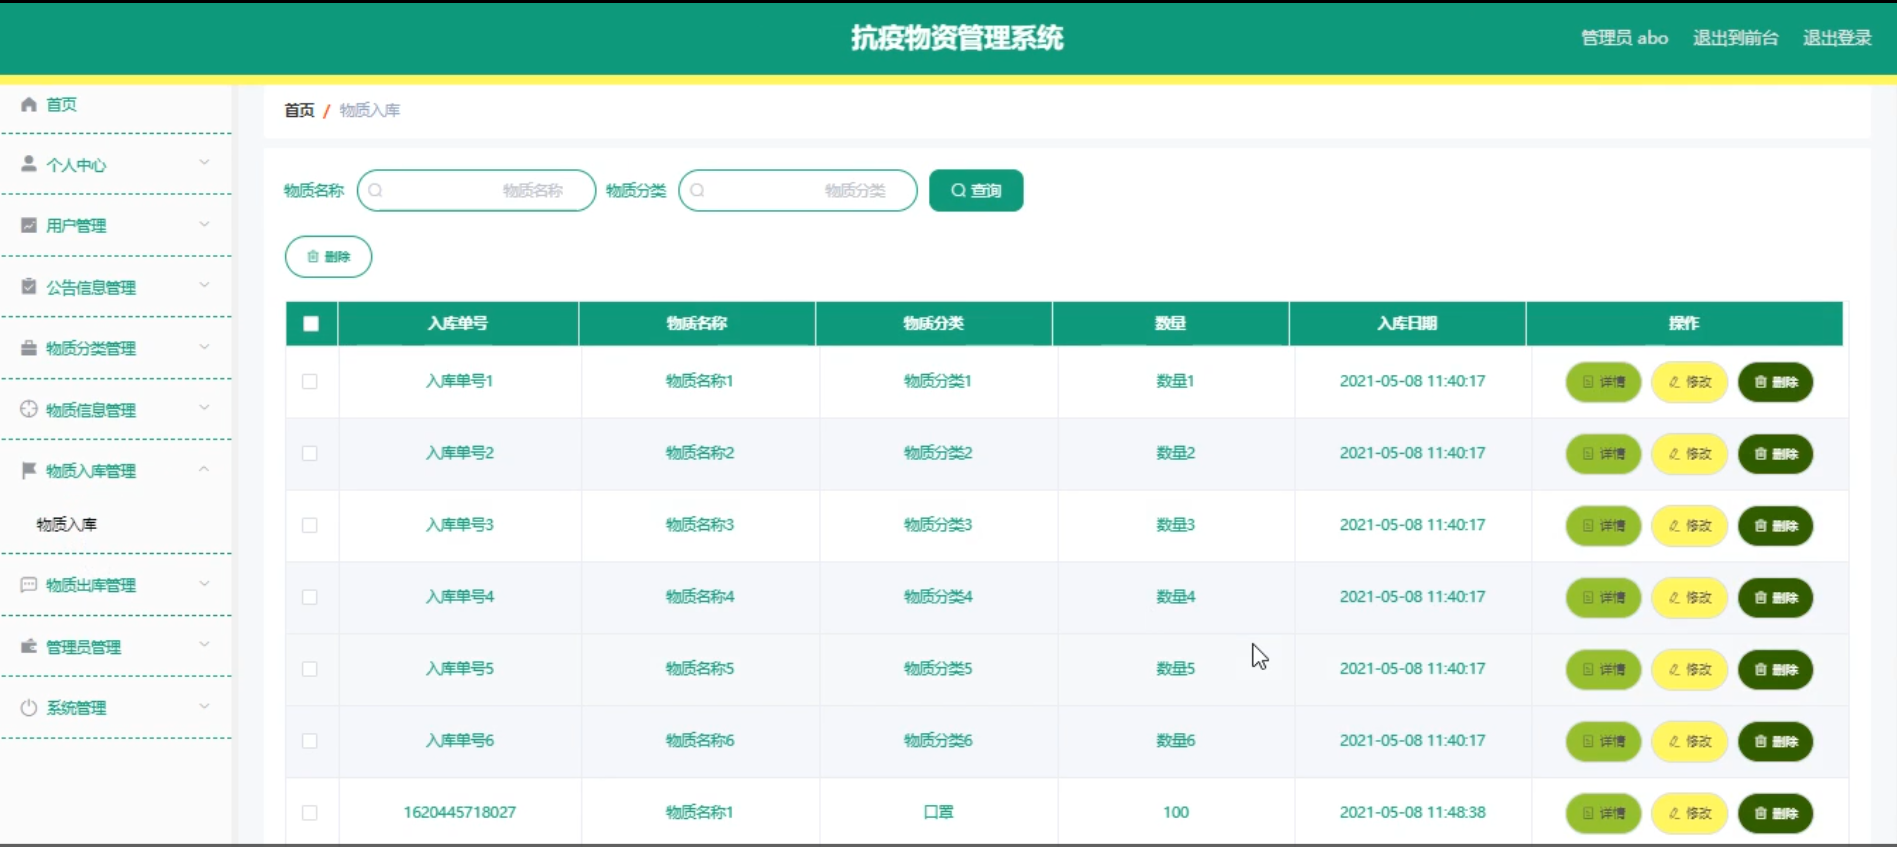 抗疫物资管理系统
管理员 abo 退出到前台 退出登录
首页
个人中心
用户管理
公告信息管理
物质分类管理
物质信息管理
物质入库管理
物质入库
物质出库管理
管理员管理
系统管理
首页 / 物质入库
物质名称 物质名称 物质分类 物质分类 查询
删除
入库单号 物质名称 物质分类 数量 入库日期 操作
入库单号1 物质名称1 物质分类1 数量1 2021-05-08 11:40:17 详情 修改 删除
入库单号2 物质名称2 物质分类2 数量2 2021-05-08 11:40:17 详情 修改 删除
入库单号3 物质名称3 物质分类3 数量3 2021-05-08 11:40:17 详情 修改 删除
入库单号4 物质名称4 物质分类4 数量4 2021-05-08 11:40:17 详情 修改 删除
入库单号5 物质名称5 物质分类5 数量5 2021-05-08 11:40:17 详情 修改 删除
入库单号6 物质名称6 物质分类6 数量6 2021-05-08 11:40:17 详情 修改 删除
1620445718027 物质名称1 口罩 100 2021-05-08 11:48:38 详情 修改 删除